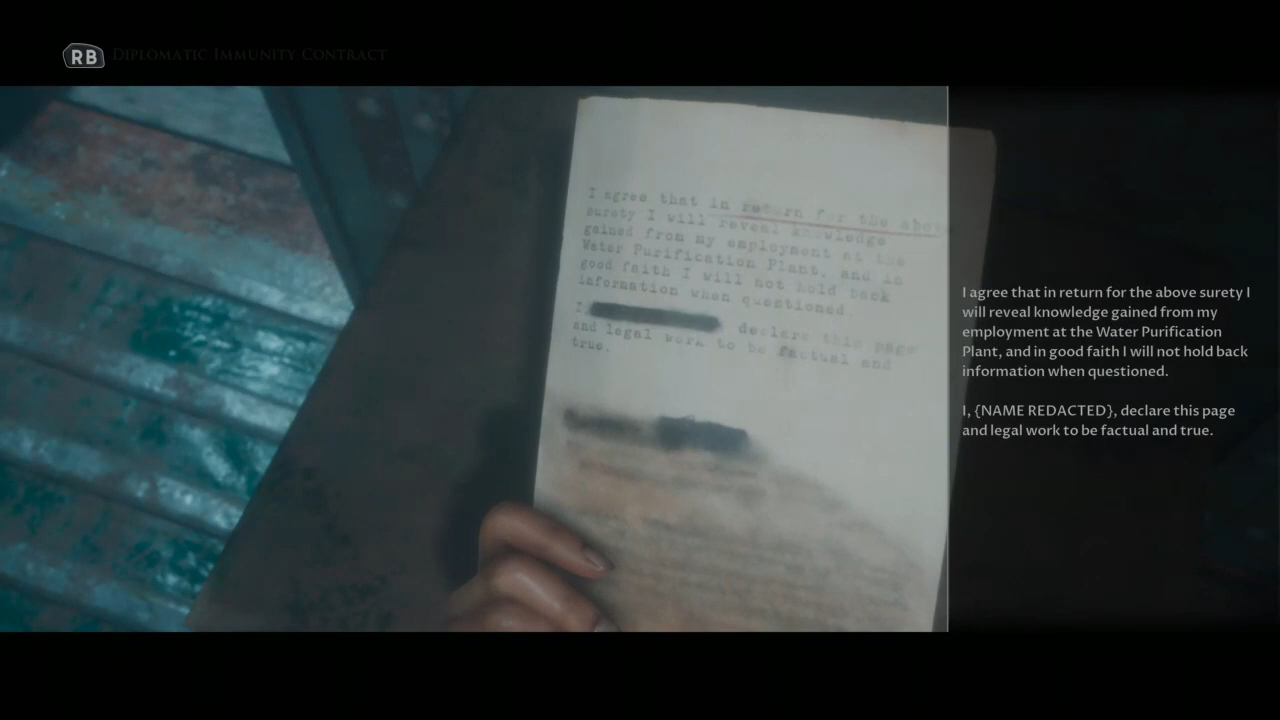 RB Diplomatic Immunity Contract
I agree that in return for the above
surety I will reveal knowledge
gained from my employment at the
Water Purification Plant, and in
good faith I will not hold back
information when questioned.
I, declare this page
and legal work to be factual and
true.
I agree that in return for the above surety I
will reveal knowledge gained from my
employment at the Water Purification
Plant, and in good faith I will not hold back
information when questioned.
I, {NAME REDACTED}, declare this page
and legal work to be factual and true.